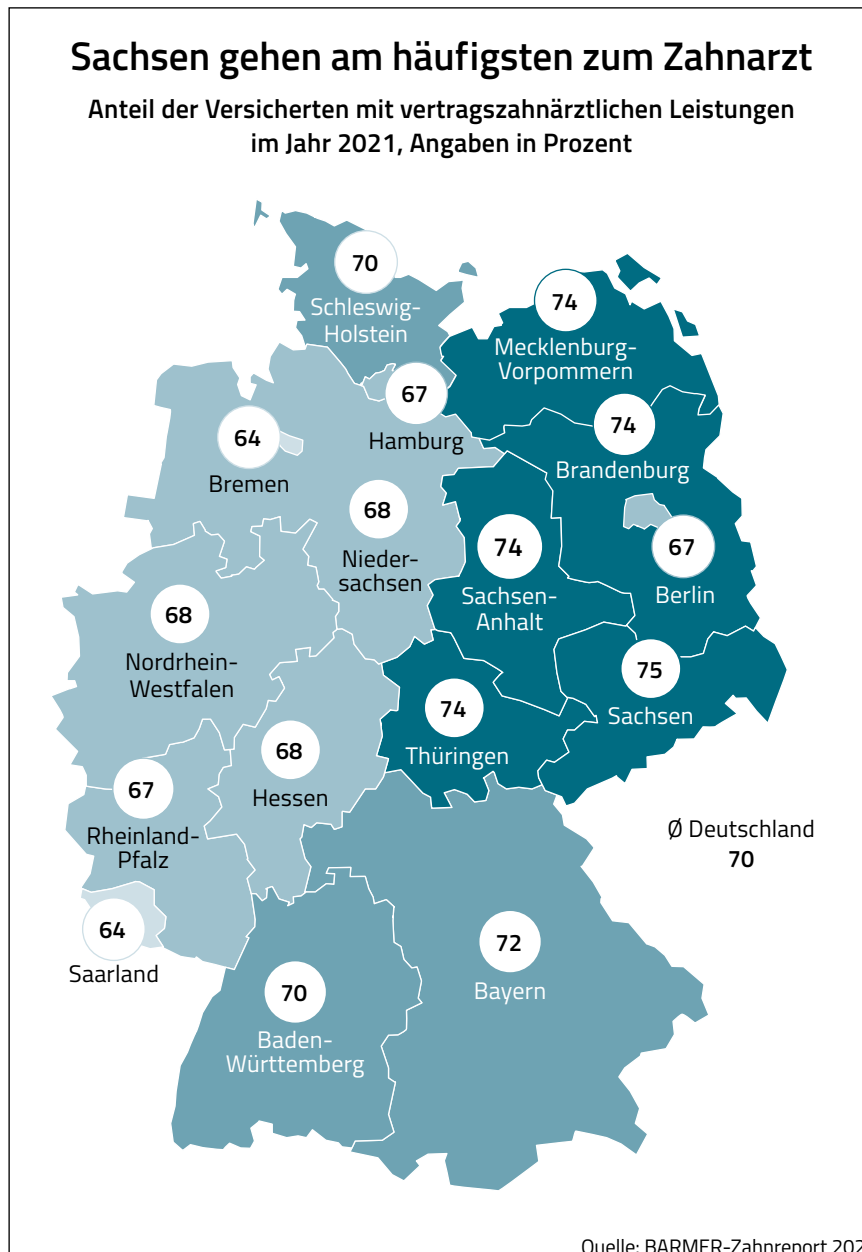 Sachsen gehen am häufigsten zum Zahnarzt
Anteil der Versicherten mit vertragszahnärztlichen Leistungen
im Jahr 2021, Angaben in Prozent
70
Schleswig-
Holstein
74
Mecklenburg-
Vorpommern
67
Hamburg
64
Bremen
74
Brandenburg
68
Nieder-
sachsen
74
Sachsen-
Anhalt
67
Berlin
68
Nordrhein-
Westfalen
75
Sachsen
74
Thüringen
68
Hessen
67
Rheinland-
Pfalz
Ø Deutschland
70
64
Saarland
72
Bayern
70
Baden-
Württemberg
Quelle: BARMER-Zahnreport